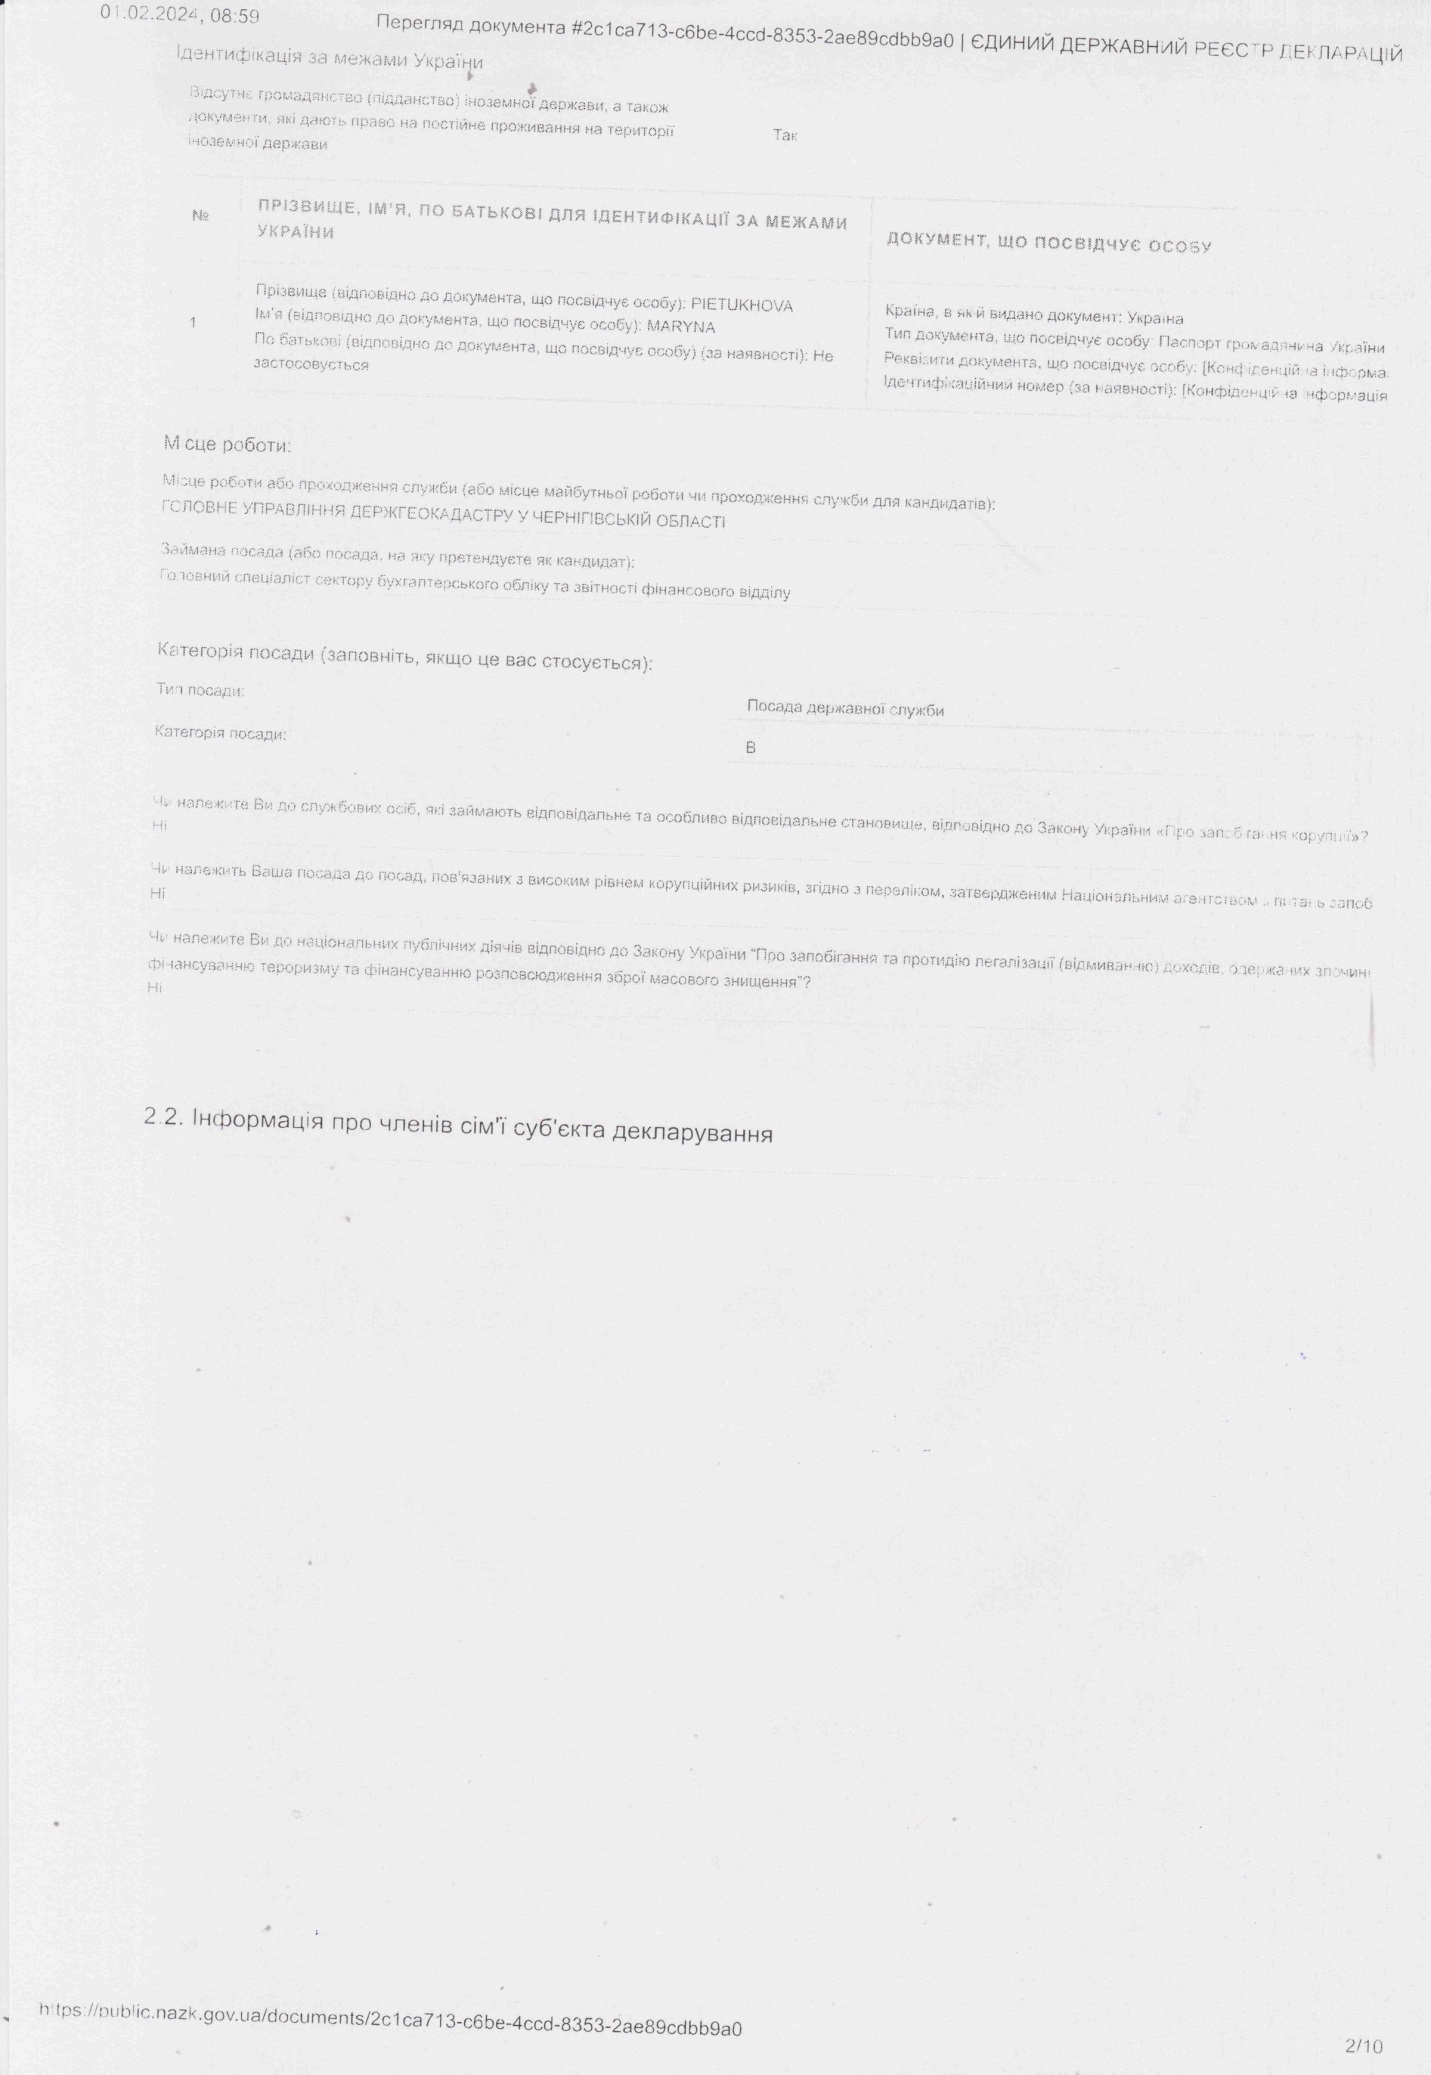 01.02.2024, 08:59
Перегляд документа #2c1ca713-c6be-4ccd-8353-2ae89cdbb9a0 | ЄДИНИЙ ДЕРЖАВНИЙ РЕЄСТР ДЕКЛАРАЦІЙ
Ідентифікація за межами України
Відсутнє громадянство (підданство) іноземної держави, а також
документи, які дають право на постійне проживання на території
іноземної держави
Так
№
ПРІЗВИЩЕ, ІМ'Я, ПО БАТЬКОВІ ДЛЯ ІДЕНТИФІКАЦІЇ ЗА МЕЖАМИ
УКРАЇНИ
ДОКУМЕНТ, ЩО ПОСВІДЧУЄ ОСОБУ
1
Прізвище (відповідно до документа, що посвідчує особу): PIETUKHOVA
Ім'я (відповідно до документа, що посвідчує особу): MARYNA
По батькові (відповідно до документа, що посвідчує особу) (за наявності): Не
застосовується
Країна, в якій видано документ: Україна
Тип документа, що посвідчує особу: Паспорт громадянина України
Реквізити документа, що посвідчує особу: [Конфіденційна інформа
Ідентифікаційний номер (за наявності): [Конфіденційна інформація
Місце роботи:
Місце роботи або проходження служби (або місце майбутньої роботи чи проходження служби для кандидатів):
ГОЛОВНЕ УПРАВЛІННЯ ДЕРЖГЕОКАДАСТРУ У ЧЕРНІГІВСЬКІЙ ОБЛАСТІ
Займана посада (або посада, на яку претендуєте як кандидат):
Головний спеціаліст сектору бухгалтерського обліку та звітності фінансового відділу
Категорія посади (заповніть, якщо це вас стосується):
Тип посади:
Посада державної служби
Категорія посади:
В
Чи належите Ви до службових осіб, які займають відповідальне та особливо відповідальне становище, відповідно до Закону України «Про запобігання корупції»?
Ні
Чи належить Ваша посада до посад, пов'язаних з високим рівнем корупційних ризиків, згідно з переліком, затвердженим Національним агентством з питань запоб
Ні
Чи належите Ви до національних публічних діячів відповідно до Закону України "Про запобігання та протидію легалізації (відмиванню) доходів, одержаних злочин
фінансуванню тероризму та фінансуванню розповсюдження зброї масового знищення"?
Ні
2.2. Інформація про членів сім'ї суб'єкта декларування
https://public.nazk.gov.ua/documents/2c1ca713-c6be-4ccd-8353-2ae89cdbb9a0
2/10